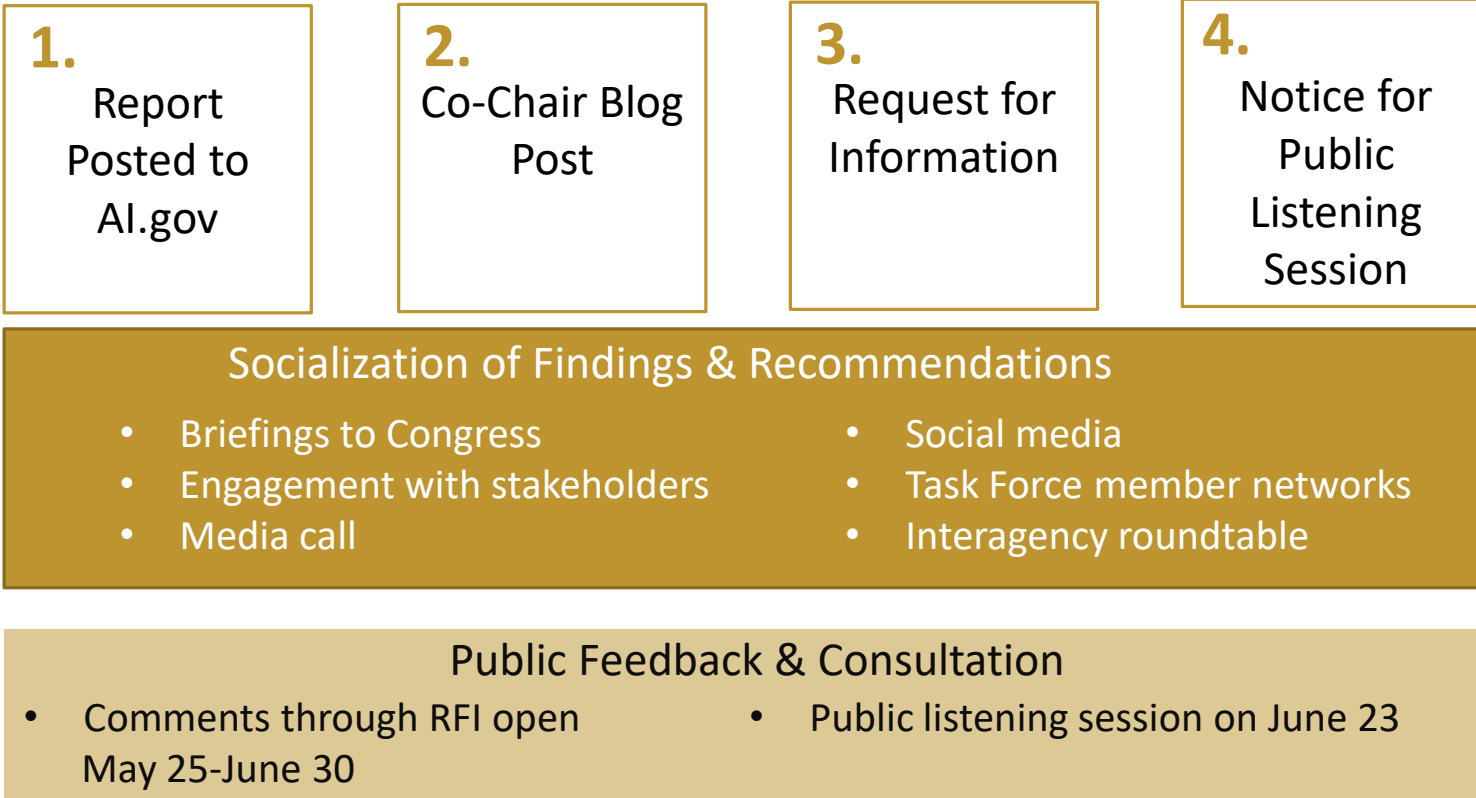 1.
Report
Posted to
AI.gov
2.
Co-Chair Blog
Post
3.
Request for
Information
4.
Notice for
Public
Listening
Session
Socialization of Findings & Recommendations
• Briefings to Congress
• Engagement with stakeholders
• Media call
• Social media
• Task Force member networks
• Interagency roundtable
Public Feedback & Consultation
• Comments through RFI open
May 25-June 30
• Public listening session on June 23